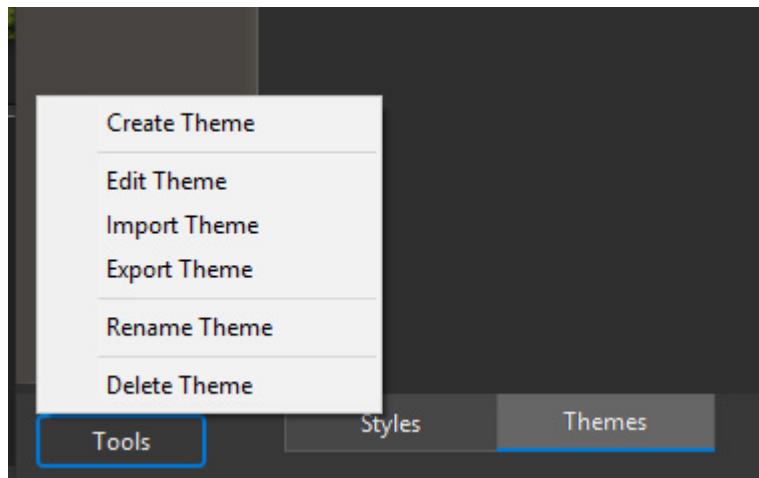 Create Theme
Edit Theme
Import Theme
Export Theme
Rename Theme
Delete Theme
Tools
Styles
Themes